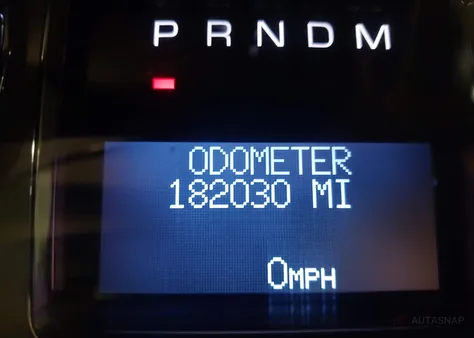 P R N D M
ODOMETER
182030 MI
0MPH
AUTASNAP